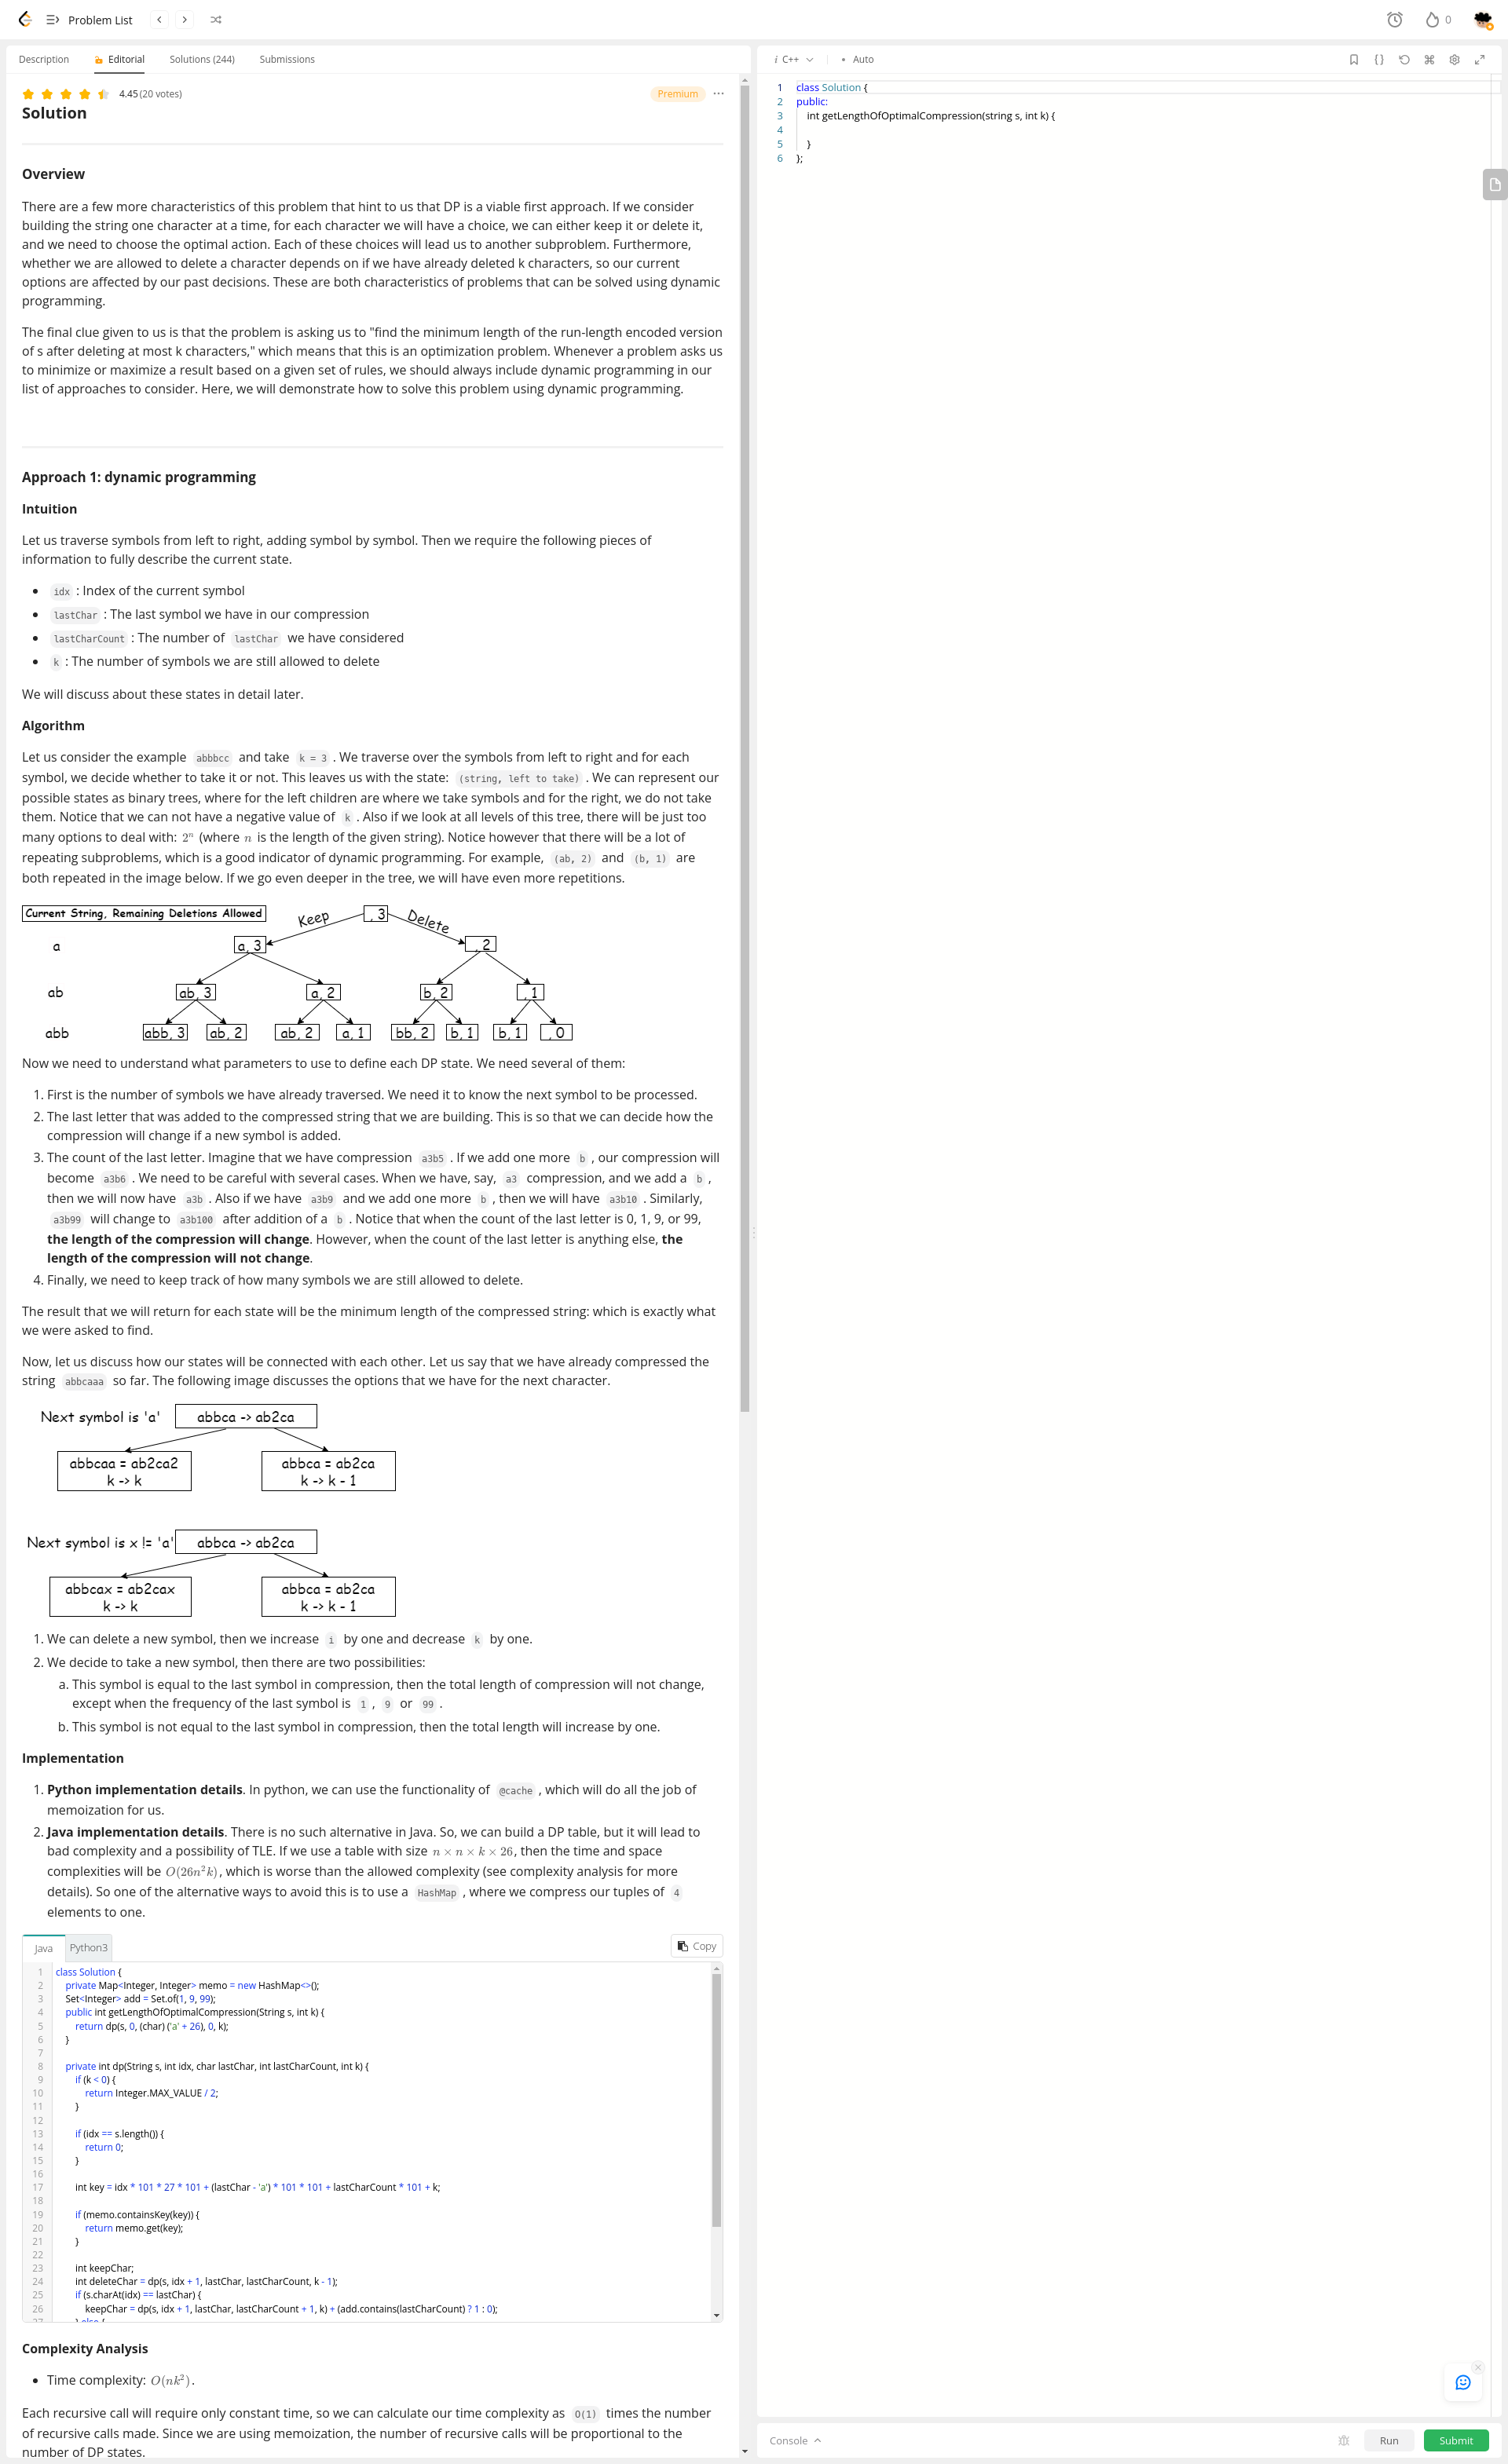 Problem List
0
Description
Editorial
Solutions (244)
Submissions
4.45 (20 votes)
Premium
Solution
Overview
There are a few more characteristics of this problem that hint to us that DP is a viable first approach. If we consider
building the string one character at a time, for each character we will have a choice, we can either keep it or delete it,
and we need to choose the optimal action. Each of these choices will lead us to another subproblem. Furthermore,
whether we are allowed to delete a character depends on if we have already deleted k characters, so our current
options are affected by our past decisions. These are both characteristics of problems that can be solved using dynamic
programming.
The final clue given to us is that the problem is asking us to "find the minimum length of the run-length encoded version
of s after deleting at most k characters," which means that this is an optimization problem. Whenever a problem asks us
to minimize or maximize a result based on a given set of rules, we should always include dynamic programming in our
list of approaches to consider. Here, we will demonstrate how to solve this problem using dynamic programming.
Approach 1: dynamic programming
Intuition
Let us traverse symbols from left to right, adding symbol by symbol. Then we require the following pieces of
information to fully describe the current state.
• idx : Index of the current symbol
• lastChar : The last symbol we have in our compression
• lastCharCount : The number of lastChar we have considered
• k : The number of symbols we are still allowed to delete
We will discuss about these states in detail later.
Algorithm
Let us consider the example abbbcc and take k = 3 . We traverse over the symbols from left to right and for each
symbol, we decide whether to take it or not. This leaves us with the state: (string, left to take) . We can represent our
possible states as binary trees, where for the left children are where we take symbols and for the right, we do not take
them. Notice that we can not have a negative value of k . Also if we look at all levels of this tree, there will be just too
many options to deal with: 2ⁿ (where n is the length of the given string). Notice however that there will be a lot of
repeating subproblems, which is a good indicator of dynamic programming. For example, (ab, 2) and (b, 1) are
both repeated in the image below. If we go even deeper in the tree, we will have even more repetitions.
Current String, Remaining Deletions Allowed
Keep
, 3
Delete
a
a, 3
, 2
ab
ab, 3
a, 2
b, 2
, 1
abb
abb, 3
ab, 2
ab, 2
a, 1
bb, 2
b, 1
b, 1
, 0
Now we need to understand what parameters to use to define each DP state. We need several of them:
1. First is the number of symbols we have already traversed. We need it to know the next symbol to be processed.
2. The last letter that was added to the compressed string that we are building. This is so that we can decide how the
compression will change if a new symbol is added.
3. The count of the last letter. Imagine that we have compression a3b5 . If we add one more b , our compression will
become a3b6 . We need to be careful with several cases. When we have, say, a3 compression, and we add a b ,
then we will now have a3b . Also if we have a3b9 and we add one more b , then we will have a3b10 . Similarly,
a3b99 will change to a3b100 after addition of a b . Notice that when the count of the last letter is 0, 1, 9, or 99,
the length of the compression will change. However, when the count of the last letter is anything else, the
length of the compression will not change.
4. Finally, we need to keep track of how many symbols we are still allowed to delete.
The result that we will return for each state will be the minimum length of the compressed string: which is exactly what
we were asked to find.
Now, let us discuss how our states will be connected with each other. Let us say that we have already compressed the
string abbcaaa so far. The following image discusses the options that we have for the next character.
Next symbol is 'a'
abbca -> ab2ca
abbcaa = ab2ca2
k -> k
abbca = ab2ca
k -> k - 1
Next symbol is x != 'a'
abbca -> ab2ca
abbcax = ab2cax
k -> k
abbca = ab2ca
k -> k - 1
1. We can delete a new symbol, then we increase i by one and decrease k by one.
2. We decide to take a new symbol, then there are two possibilities:
a. This symbol is equal to the last symbol in compression, then the total length of compression will not change,
except when the frequency of the last symbol is 1 , 9 or 99 .
b. This symbol is not equal to the last symbol in compression, then the total length will increase by one.
Implementation
1. Python implementation details. In python, we can use the functionality of @cache , which will do all the job of
memoization for us.
2. Java implementation details. There is no such alternative in Java. So, we can build a DP table, but it will lead to
bad complexity and a possibility of TLE. If we use a table with size n × n × k × 26, then the time and space
complexities will be O(26n²k), which is worse than the allowed complexity (see complexity analysis for more
details). So one of the alternative ways to avoid this is to use a HashMap , where we compress our tuples of 4
elements to one.
Java
Python3
Copy
1 class Solution {
2 private Map<Integer, Integer> memo = new HashMap<>();
3 Set<Integer> add = Set.of(1, 9, 99);
4 public int getLengthOfOptimalCompression(String s, int k) {
5 return dp(s, 0, (char) ('a' + 26), 0, k);
6 }
7
8 private int dp(String s, int idx, char lastChar, int lastCharCount, int k) {
9 if (k < 0) {
10 return Integer.MAX_VALUE / 2;
11 }
12
13 if (idx == s.length()) {
14 return 0;
15 }
16
17 int key = idx * 101 * 27 * 101 + (lastChar - 'a') * 101 * 101 + lastCharCount * 101 + k;
18
19 if (memo.containsKey(key)) {
20 return memo.get(key);
21 }
22
23 int keepChar;
24 int deleteChar = dp(s, idx + 1, lastChar, lastCharCount, k - 1);
25 if (s.charAt(idx) == lastChar) {
26 keepChar = dp(s, idx + 1, lastChar, lastCharCount + 1, k) + (add.contains(lastCharCount) ? 1 : 0);
27 } else {
Complexity Analysis
• Time complexity: O(nk²).
Each recursive call will require only constant time, so we can calculate our time complexity as O(1) times the number
of recursive calls made. Since we are using memoization, the number of recursive calls will be proportional to the
number of DP states.
i C++
• Auto
1 class Solution {
2 public:
3 int getLengthOfOptimalCompression(string s, int k) {
4
5 }
6 };
Console
Run
Submit